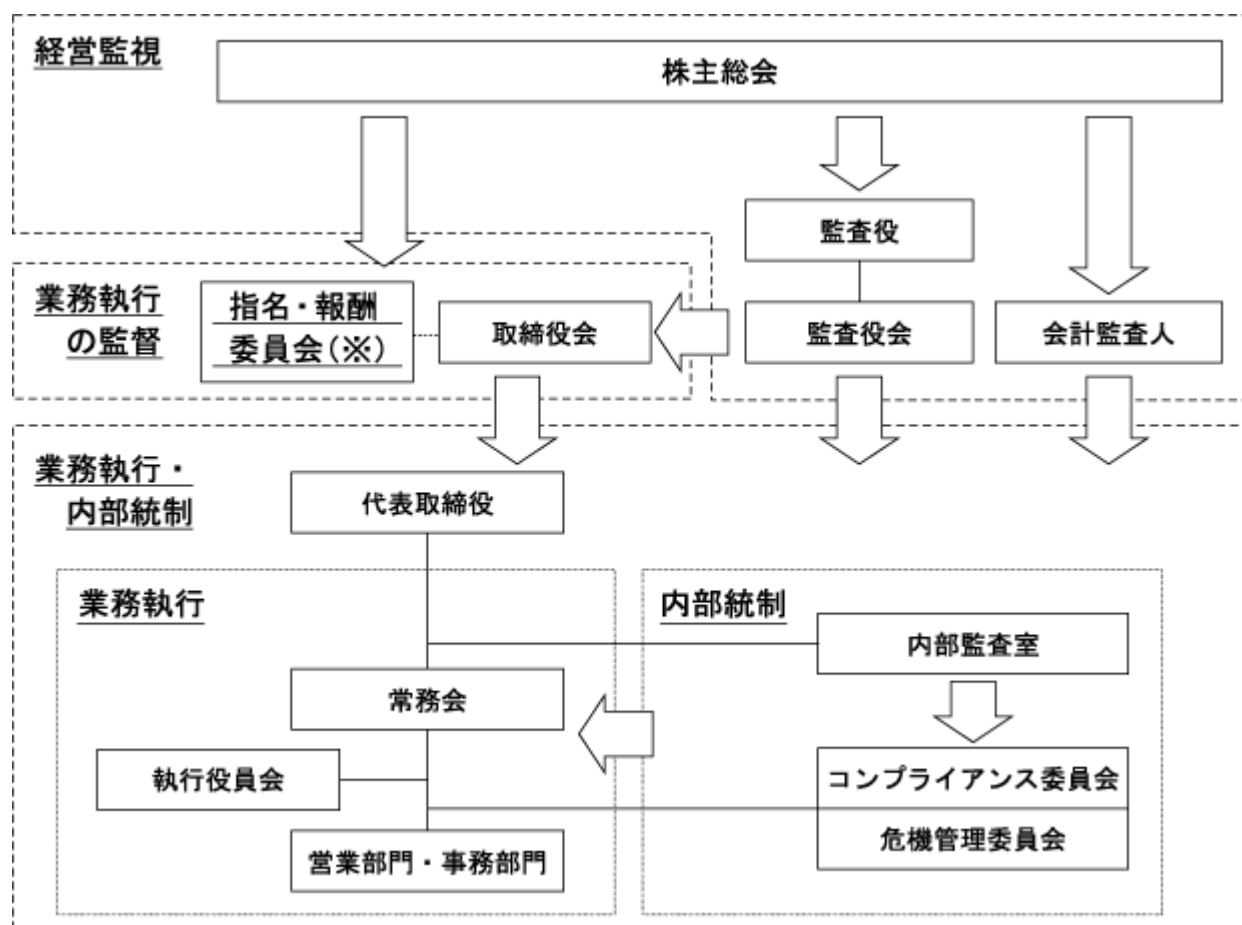 経営監視
株主総会
監査役
業務執行
の監督
指名・報酬
委員会(※)
取締役会
監査役会
会計監査人
業務執行・
内部統制
代表取締役
業務執行
内部統制
内部監査室
常務会
執行役員会
コンプライアンス委員会
危機管理委員会
営業部門・事務部門